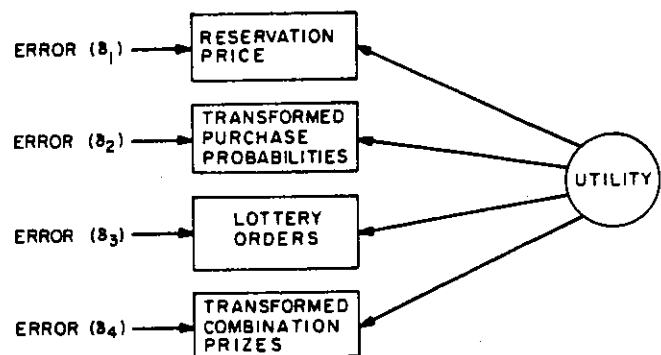 ERROR (δ₁)
RESERVATION
PRICE
ERROR (δ₂)
TRANSFORMED
PURCHASE
PROBABILITIES
UTILITY
ERROR (δ₃)
LOTTERY
ORDERS
ERROR (δ₄)
TRANSFORMED
COMBINATION
PRIZES